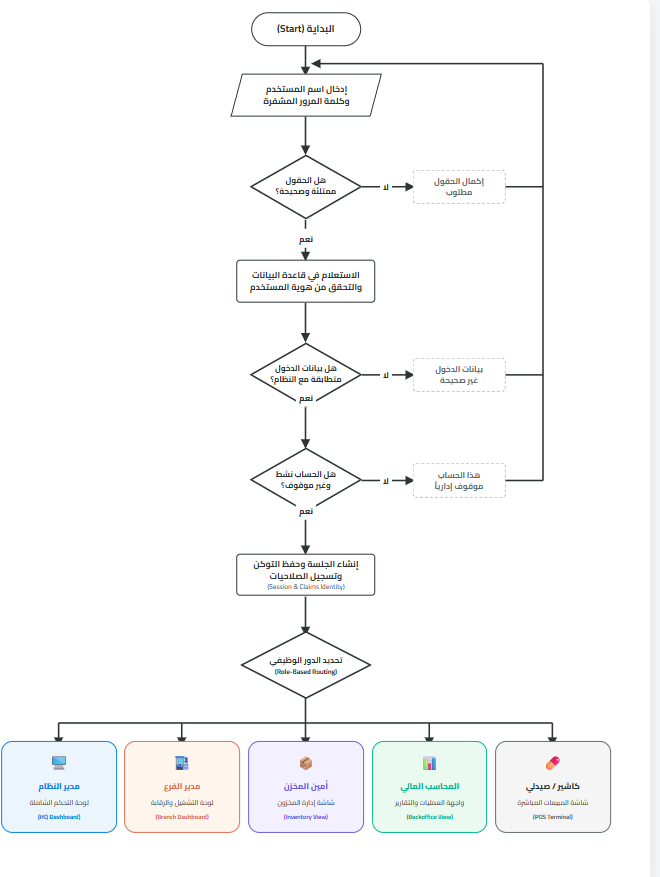 البداية (Start)
إدخال اسم المستخدم
وكلمة المرور المشفرة
هل الحقول
ممتلئة وصحيحة؟
لا
إكمال الحقول
مطلوب
نعم
الاستعلام في قاعدة البيانات
والتحقق من هوية المستخدم
هل بيانات الدخول
متطابقة مع النظام؟
لا
بيانات الدخول
غير صحيحة
نعم
هل الحساب نشط
وغير موقوف؟
لا
هذا الحساب
موقوف إدارياً
نعم
إنشاء الجلسة وحفظ التوكن
وتسجيل الصلاحيات
(Session & Claims Identity)
تحديد الدور الوظيفي
(Role-Based Routing)
كاشير / صيدلي
شاشة المبيعات المباشرة
(POS Terminal)
المحاسب المالي
واجهة العمليات والتقارير
(Backoffice View)
أمين المخزن
شاشة إدارة المخزون
(Inventory View)
مدير الفرع
لوحة التشغيل والرقابة
(Branch Dashboard)
مدير النظام
لوحة التحكم الشاملة
(HQ Dashboard)